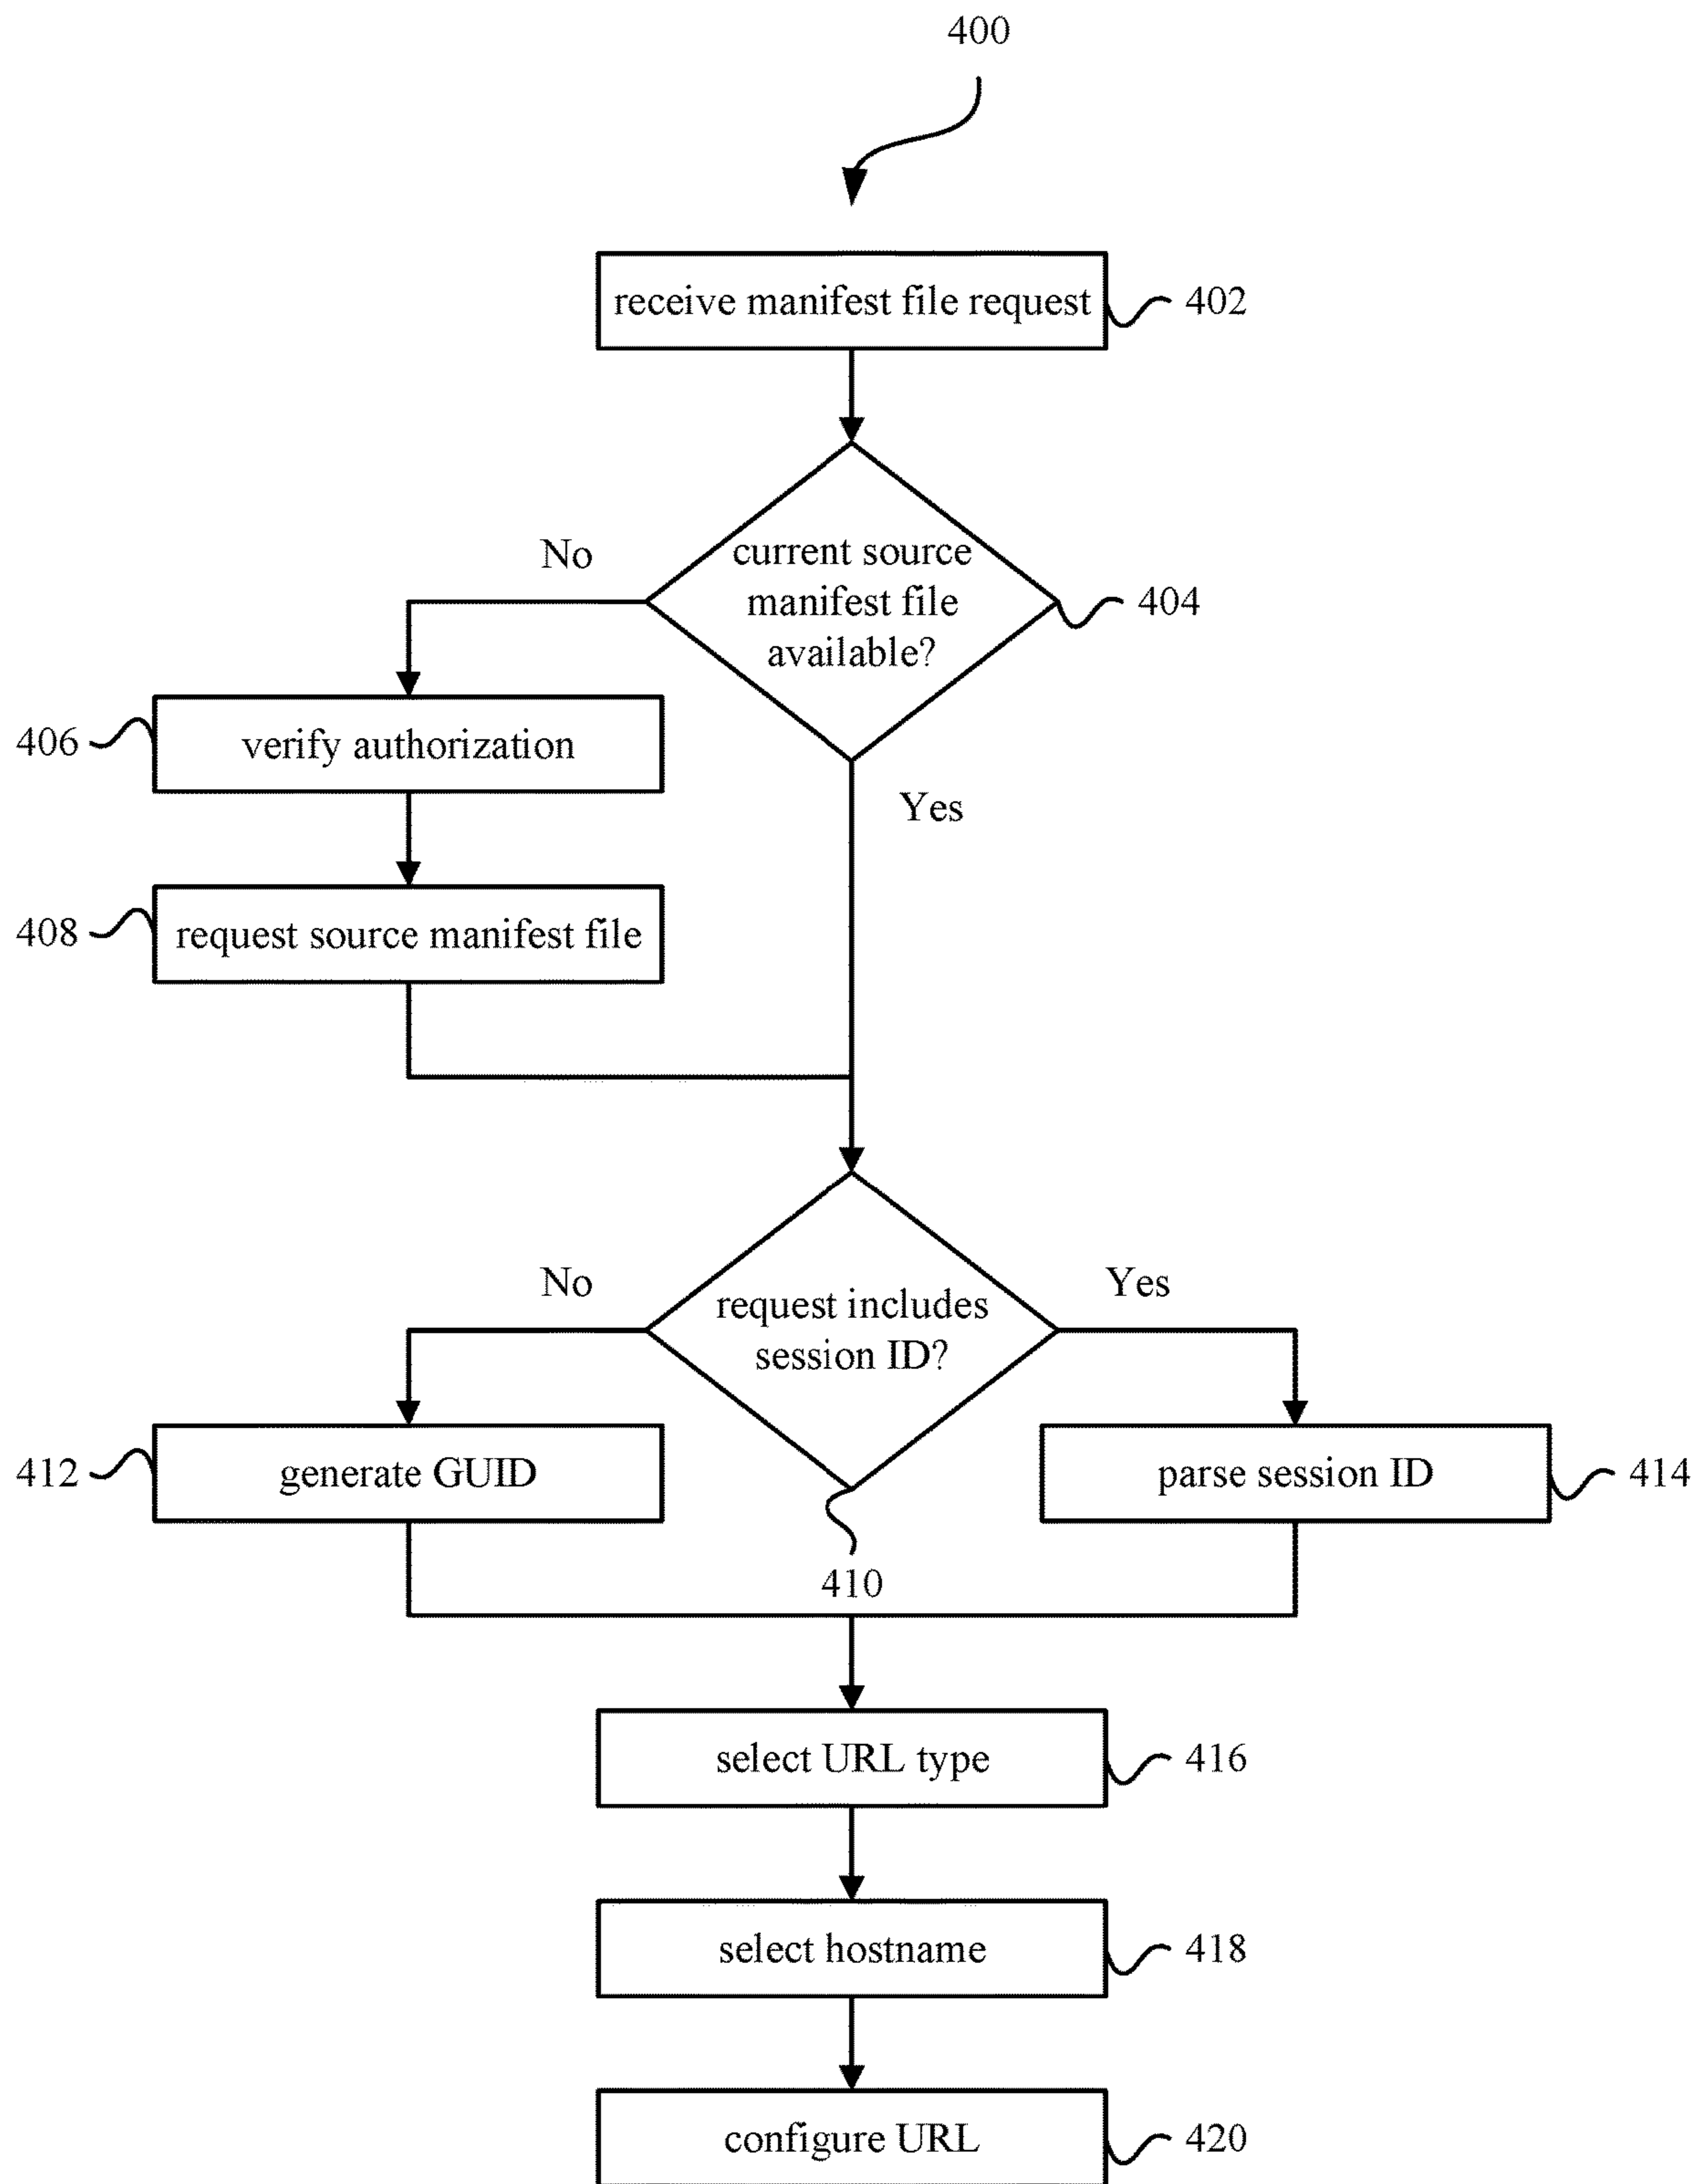 400
receive manifest file request
402
current source
manifest file
available?
404
No
Yes
406
verify authorization
408
request source manifest file
request includes
session ID?
No
Yes
412
generate GUID
410
parse session ID
414
select URL type
416
select hostname
418
configure URL
420